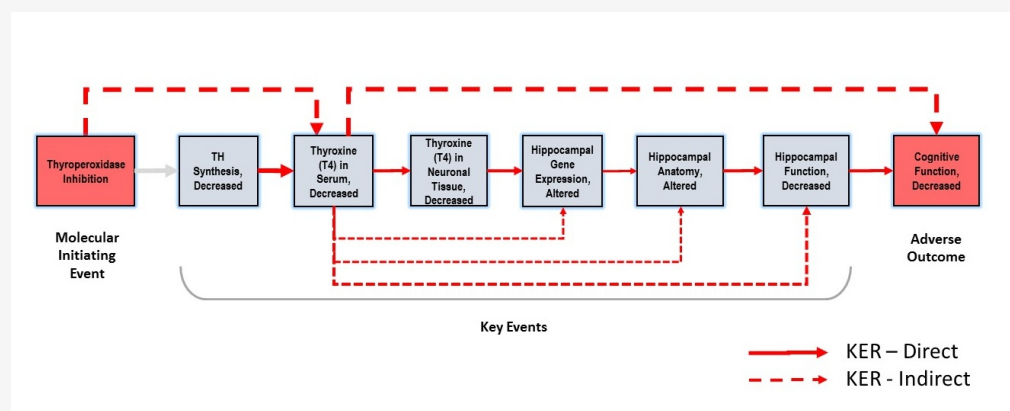 Thyroperoxidase
Inhibition
TH
Synthesis,
Decreased
Thyroxine
(T4) in
Serum,
Decreased
Thyroxine
(T4) in
Neuronal
Tissue,
Decreased
Hippocampal
Gene
Expression,
Altered
Hippocampal
Anatomy,
Altered
Hippocampal
Function,
Decreased
Cognitive
Function,
Decreased
Molecular
Initiating
Event
Adverse
Outcome
Key Events
KER – Direct
KER - Indirect